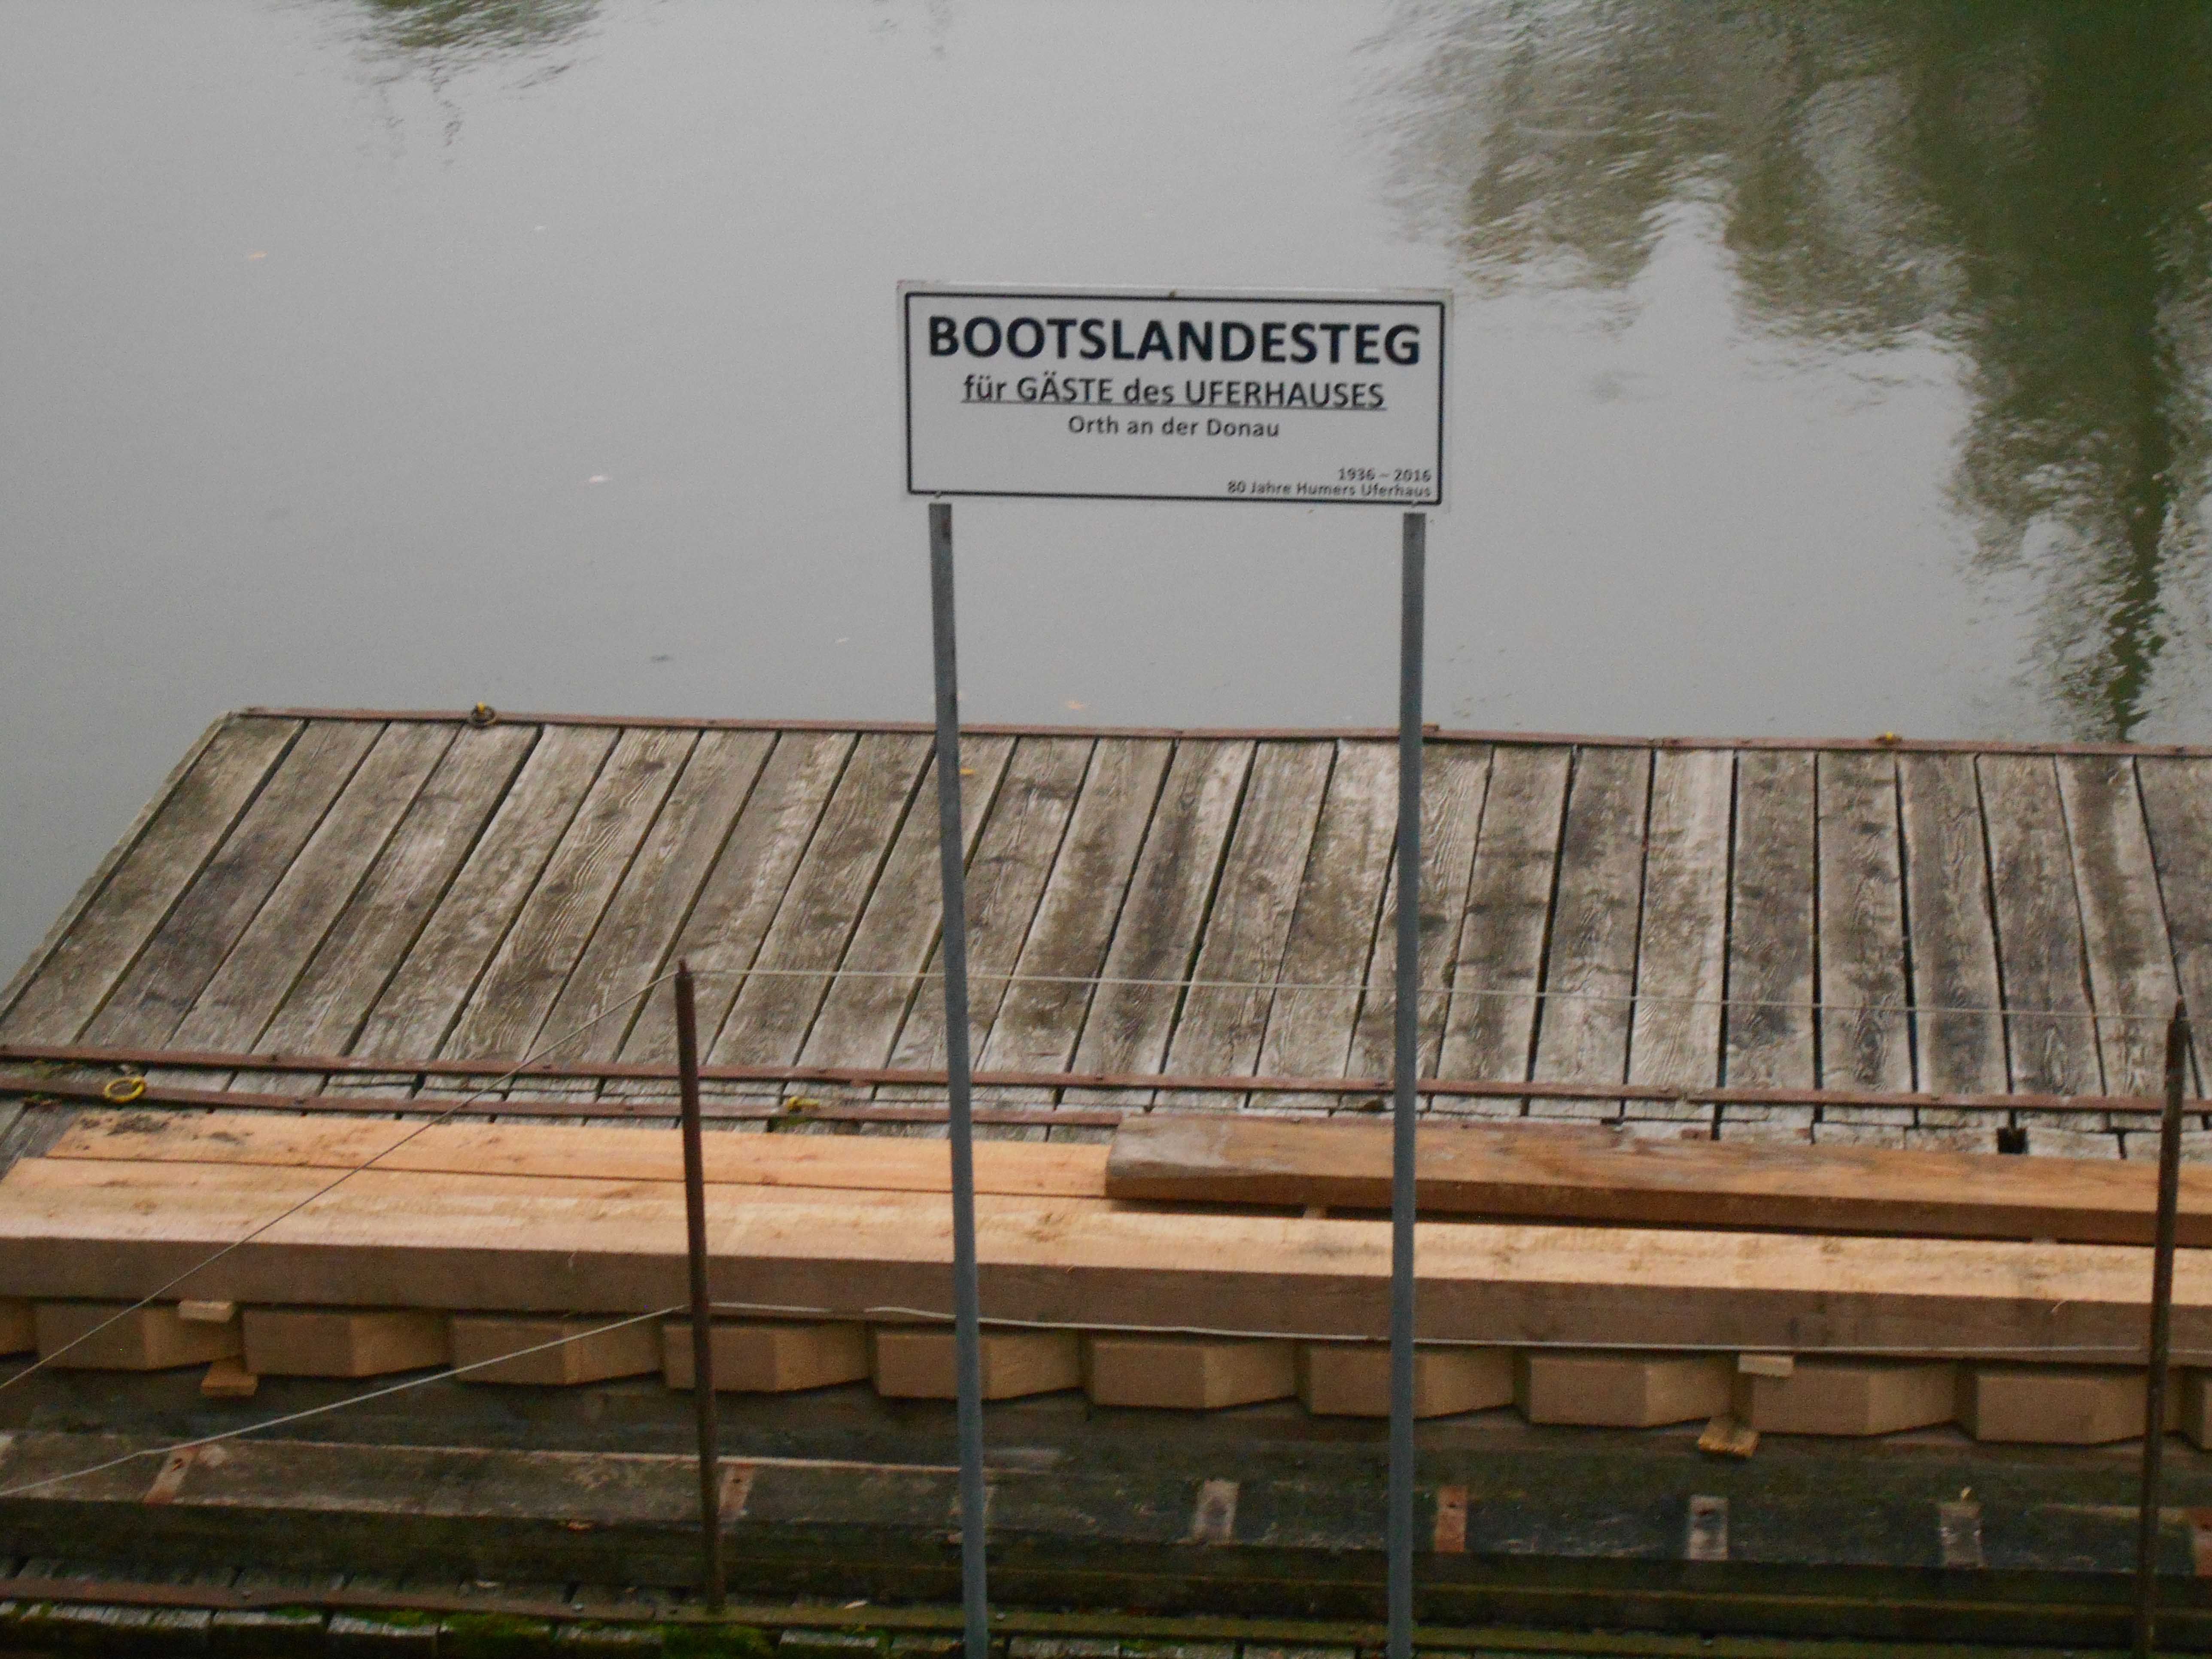 BOOTSLANDESTEG
für GÄSTE des UFERHAUSES
Orth an der Donau
1936 – 2016
80 Jahre Humers Uferhaus